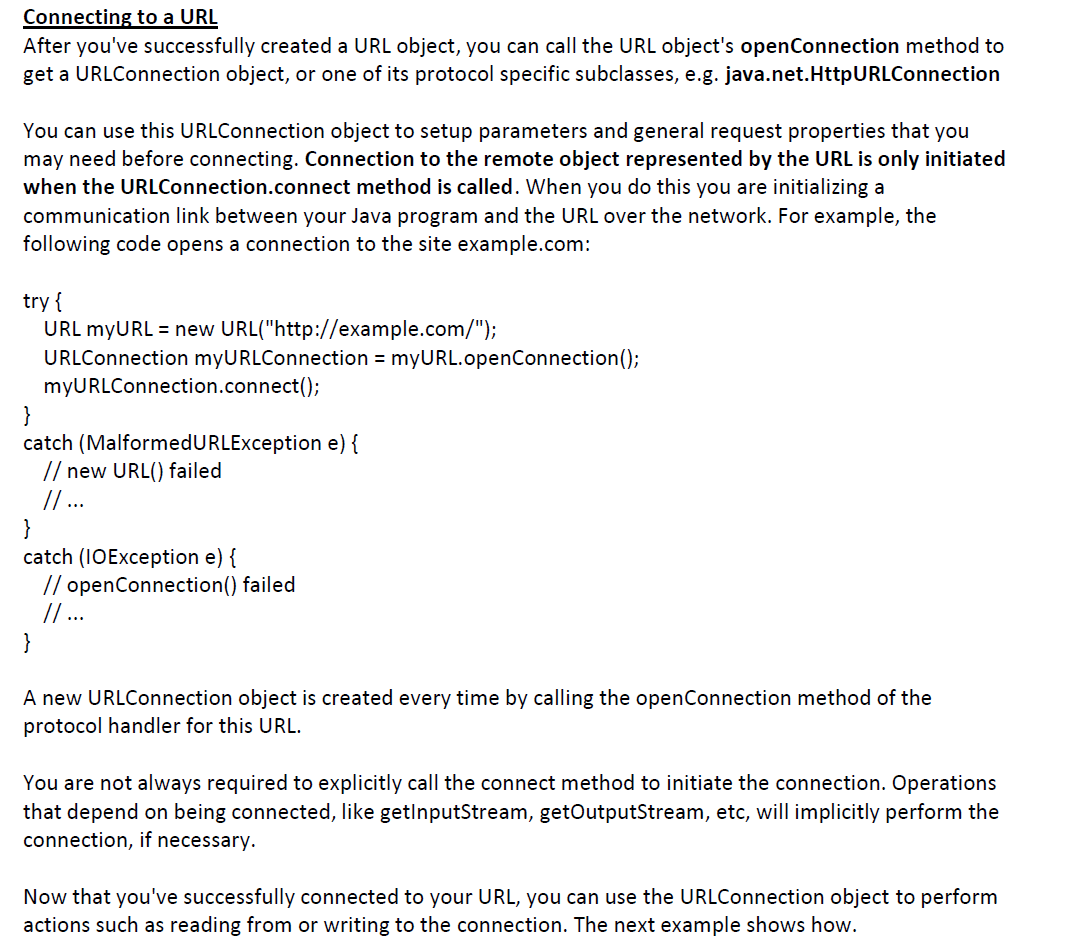 Connecting to a URL
After you've successfully created a URL object, you can call the URL object's openConnection method to
get a URLConnection object, or one of its protocol specific subclasses, e.g. java.net.HttpURLConnection
You can use this URLConnection object to setup parameters and general request properties that you
may need before connecting. Connection to the remote object represented by the URL is only initiated
when the URLConnection.connect method is called. When you do this you are initializing a
communication link between your Java program and the URL over the network. For example, the
following code opens a connection to the site example.com:
try {
URL myURL = new URL("http://example.com/");
URLConnection myURLConnection = myURL.openConnection();
myURLConnection.connect();
}
catch (MalformedURLException e) {
// new URL() failed
// ...
}
catch (IOException e) {
// openConnection() failed
// ...
}
A new URLConnection object is created every time by calling the openConnection method of the
protocol handler for this URL.
You are not always required to explicitly call the connect method to initiate the connection. Operations
that depend on being connected, like getInputStream, getOutputStream, etc, will implicitly perform the
connection, if necessary.
Now that you've successfully connected to your URL, you can use the URLConnection object to perform
actions such as reading from or writing to the connection. The next example shows how.